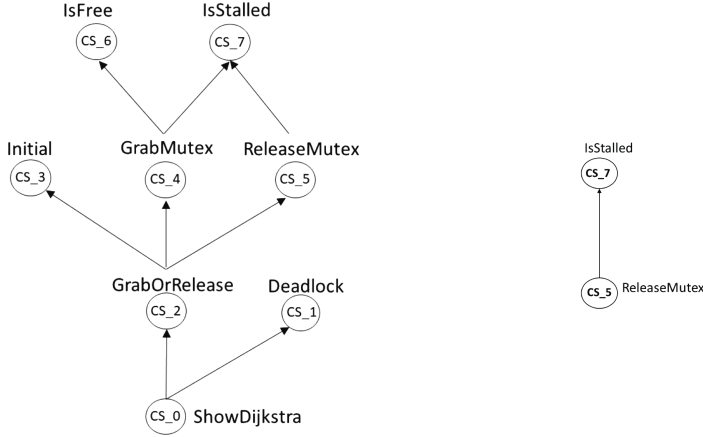 IsFree
IsStalled
CS_6
CS_7
Initial
GrabMutex
ReleaseMutex
CS_3
CS_4
CS_5
GrabOrRelease
Deadlock
CS_2
CS_1
CS_0
ShowDijkstra
IsStalled
CS_7
CS_5
ReleaseMutex